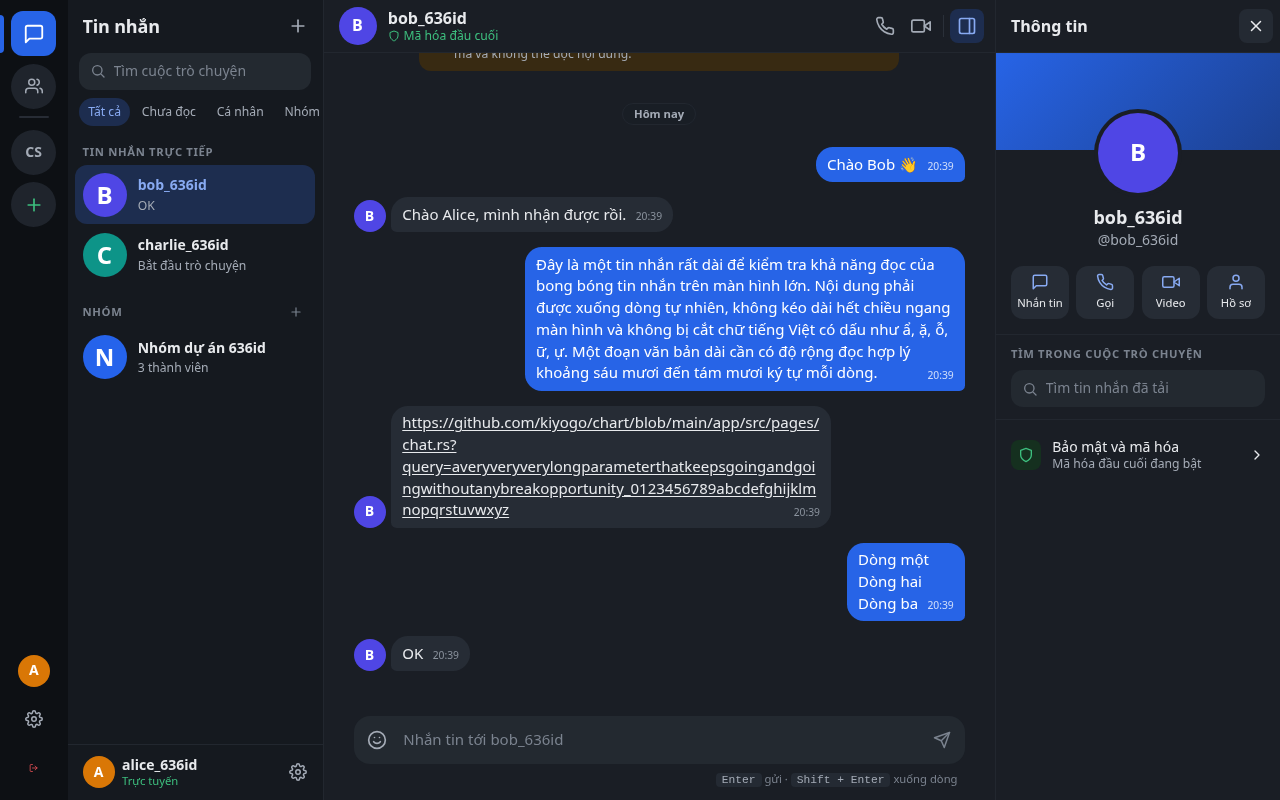 CS
A
Tin nhắn
Tìm cuộc trò chuyện
Tất cả
Chưa đọc
Cá nhân
Nhóm
TIN NHẮN TRỰC TIẾP
B
bob_636id
OK
C
charlie_636id
Bắt đầu trò chuyện
NHÓM
N
Nhóm dự án 636id
3 thành viên
A
alice_636id
Trực tuyến
B
bob_636id
Mã hóa đầu cuối
mã và không thể đọc nội dung.
Hôm nay
Chào Bob 👋 20:39
B
Chào Alice, mình nhận được rồi. 20:39
Đây là một tin nhắn rất dài để kiểm tra khả năng đọc của
bong bóng tin nhắn trên màn hình lớn. Nội dung phải
được xuống dòng tự nhiên, không kéo dài hết chiều ngang
màn hình và không bị cắt chữ tiếng Việt có dấu như ẩ, ặ, ỗ,
ữ, ự. Một đoạn văn bản dài cần có độ rộng đọc hợp lý
khoảng sáu mươi đến tám mươi ký tự mỗi dòng. 20:39
https://github.com/kiyogo/chart/blob/main/app/src/pages/
chat.rs?
query=averyveryverylongparameterthatkeepsgoingandgoi
ngwithoutanybreakopportunity_0123456789abcdefghijklm
nopqrstuvwxyz 20:39
B
Dòng một
Dòng hai
Dòng ba 20:39
B
OK 20:39
Nhắn tin tới bob_636id
Enter gửi · Shift + Enter xuống dòng
Thông tin
B
bob_636id
@bob_636id
Nhắn tin
Gọi
Video
Hồ sơ
TÌM TRONG CUỘC TRÒ CHUYỆN
Tìm tin nhắn đã tải
Bảo mật và mã hóa
Mã hóa đầu cuối đang bật